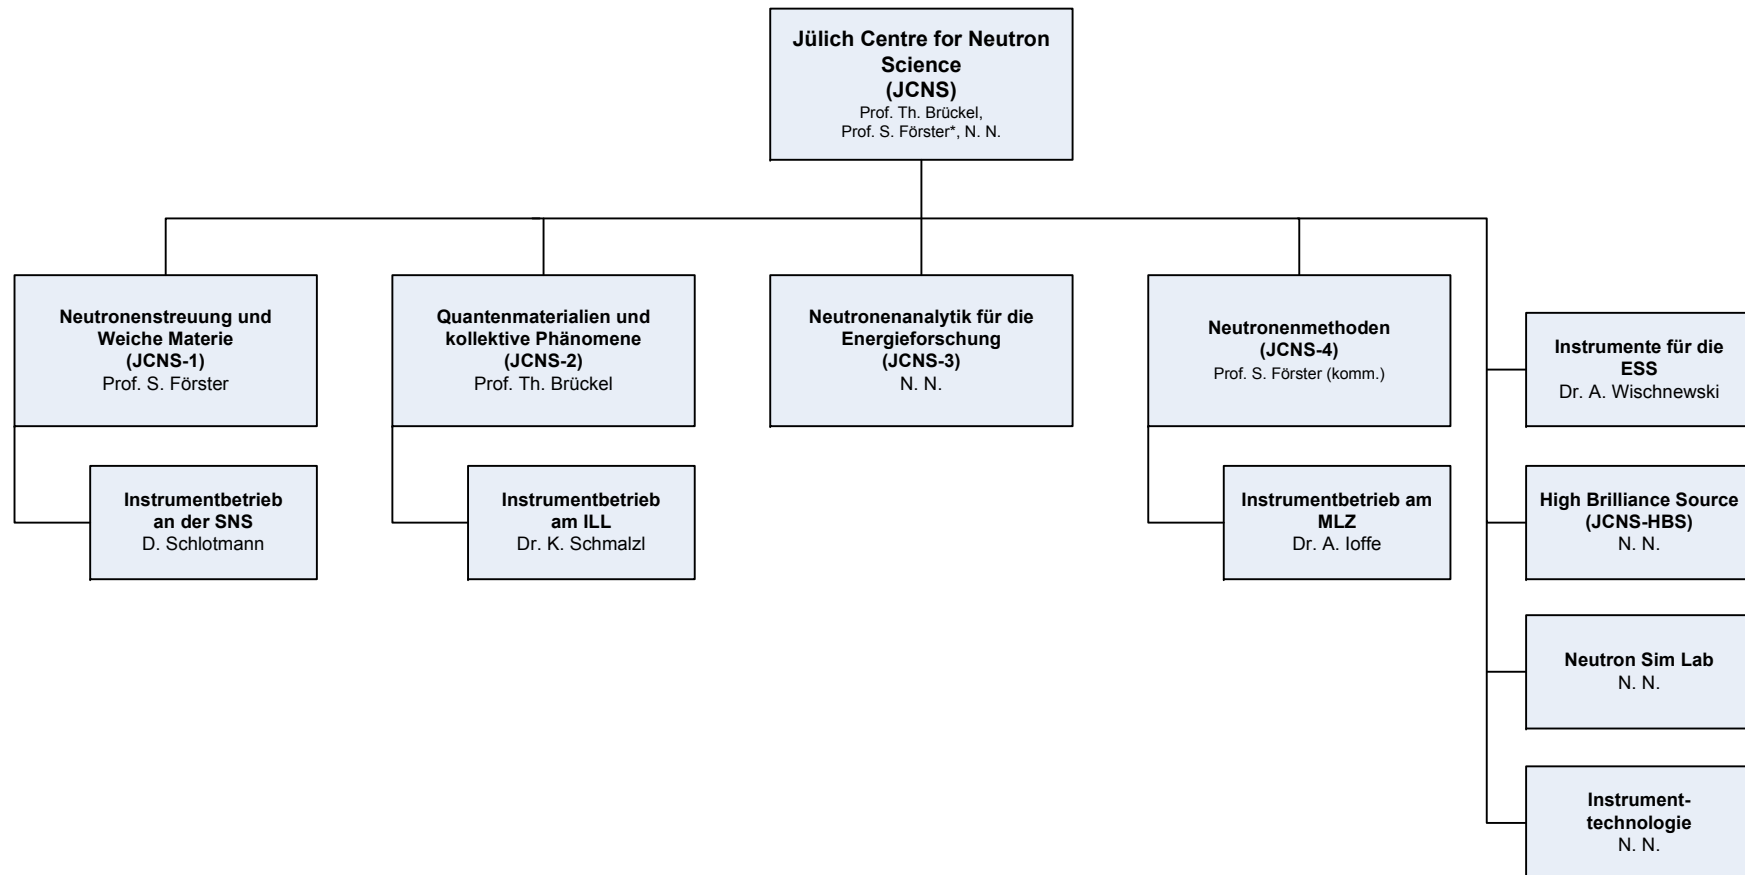 Jülich Centre for Neutron
Science
(JCNS)
Prof. Th. Brückel,
Prof. S. Förster*, N. N.
Neutronenstreuung und
Weiche Materie
(JCNS-1)
Prof. S. Förster
Quantenmaterialien und
kollektive Phänomene
(JCNS-2)
Prof. Th. Brückel
Neutronenanalytik für die
Energieforschung
(JCNS-3)
N. N.
Neutronenmethoden
(JCNS-4)
Prof. S. Förster (komm.)
Instrumente für die
ESS
Dr. A. Wischnewski
Instrumentbetrieb
an der SNS
D. Schlotmann
Instrumentbetrieb
am ILL
Dr. K. Schmalzl
Instrumentbetrieb am
MLZ
Dr. A. Ioffe
High Brilliance Source
(JCNS-HBS)
N. N.
Neutron Sim Lab
N. N.
Instrument-
technologie
N. N.